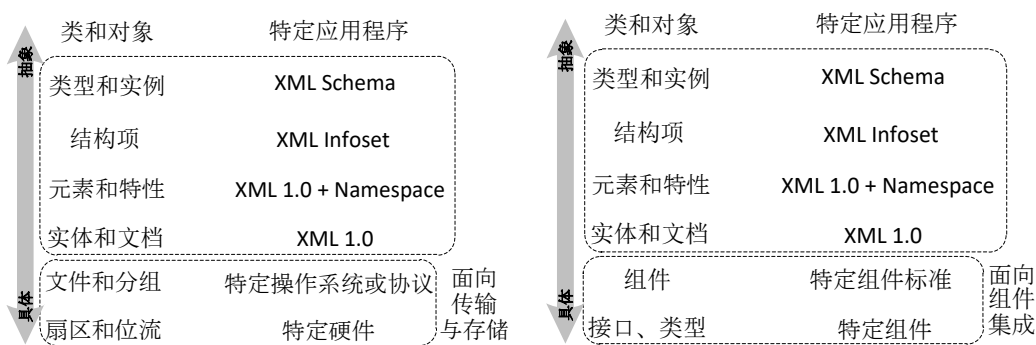 类和对象 特定应用程序
抽象
类型和实例 XML Schema
结构项 XML Infoset
元素和特性 XML 1.0 + Namespace
实体和文档 XML 1.0
文件和分组 特定操作系统或协议
扇区和位流 特定硬件
具体
面向
传输
与存储
类和对象 特定应用程序
抽象
类型和实例 XML Schema
结构项 XML Infoset
元素和特性 XML 1.0 + Namespace
实体和文档 XML 1.0
组件 特定组件标准
接口、类型 特定组件
具体
面向
组件
集成